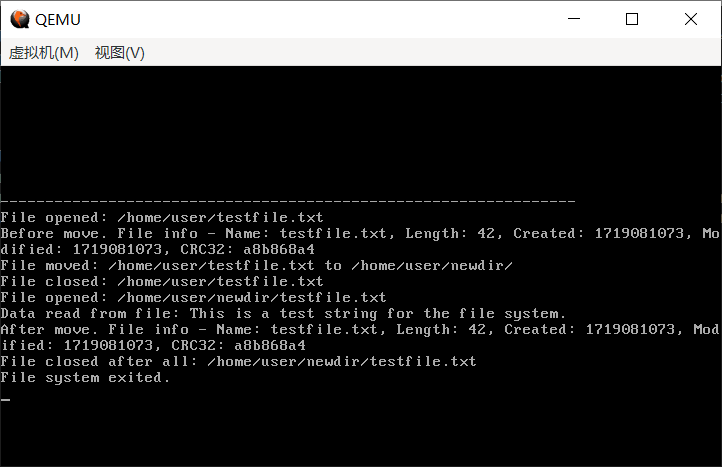 QEMU
虚拟机(M) 视图(V)
----------------------------------------------------------------
File opened: /home/user/testfile.txt
Before move. File info - Name: testfile.txt, Length: 42, Created: 1719081073, Mo
dified: 1719081073, CRC32: a8b868a4
File moved: /home/user/testfile.txt to /home/user/newdir/
File closed: /home/user/testfile.txt
File opened: /home/user/newdir/testfile.txt
Data read from file: This is a test string for the file system.
After move. File info - Name: testfile.txt, Length: 42, Created: 1719081073, Mod
ified: 1719081073, CRC32: a8b868a4
File closed after all: /home/user/newdir/testfile.txt
File system exited.
_